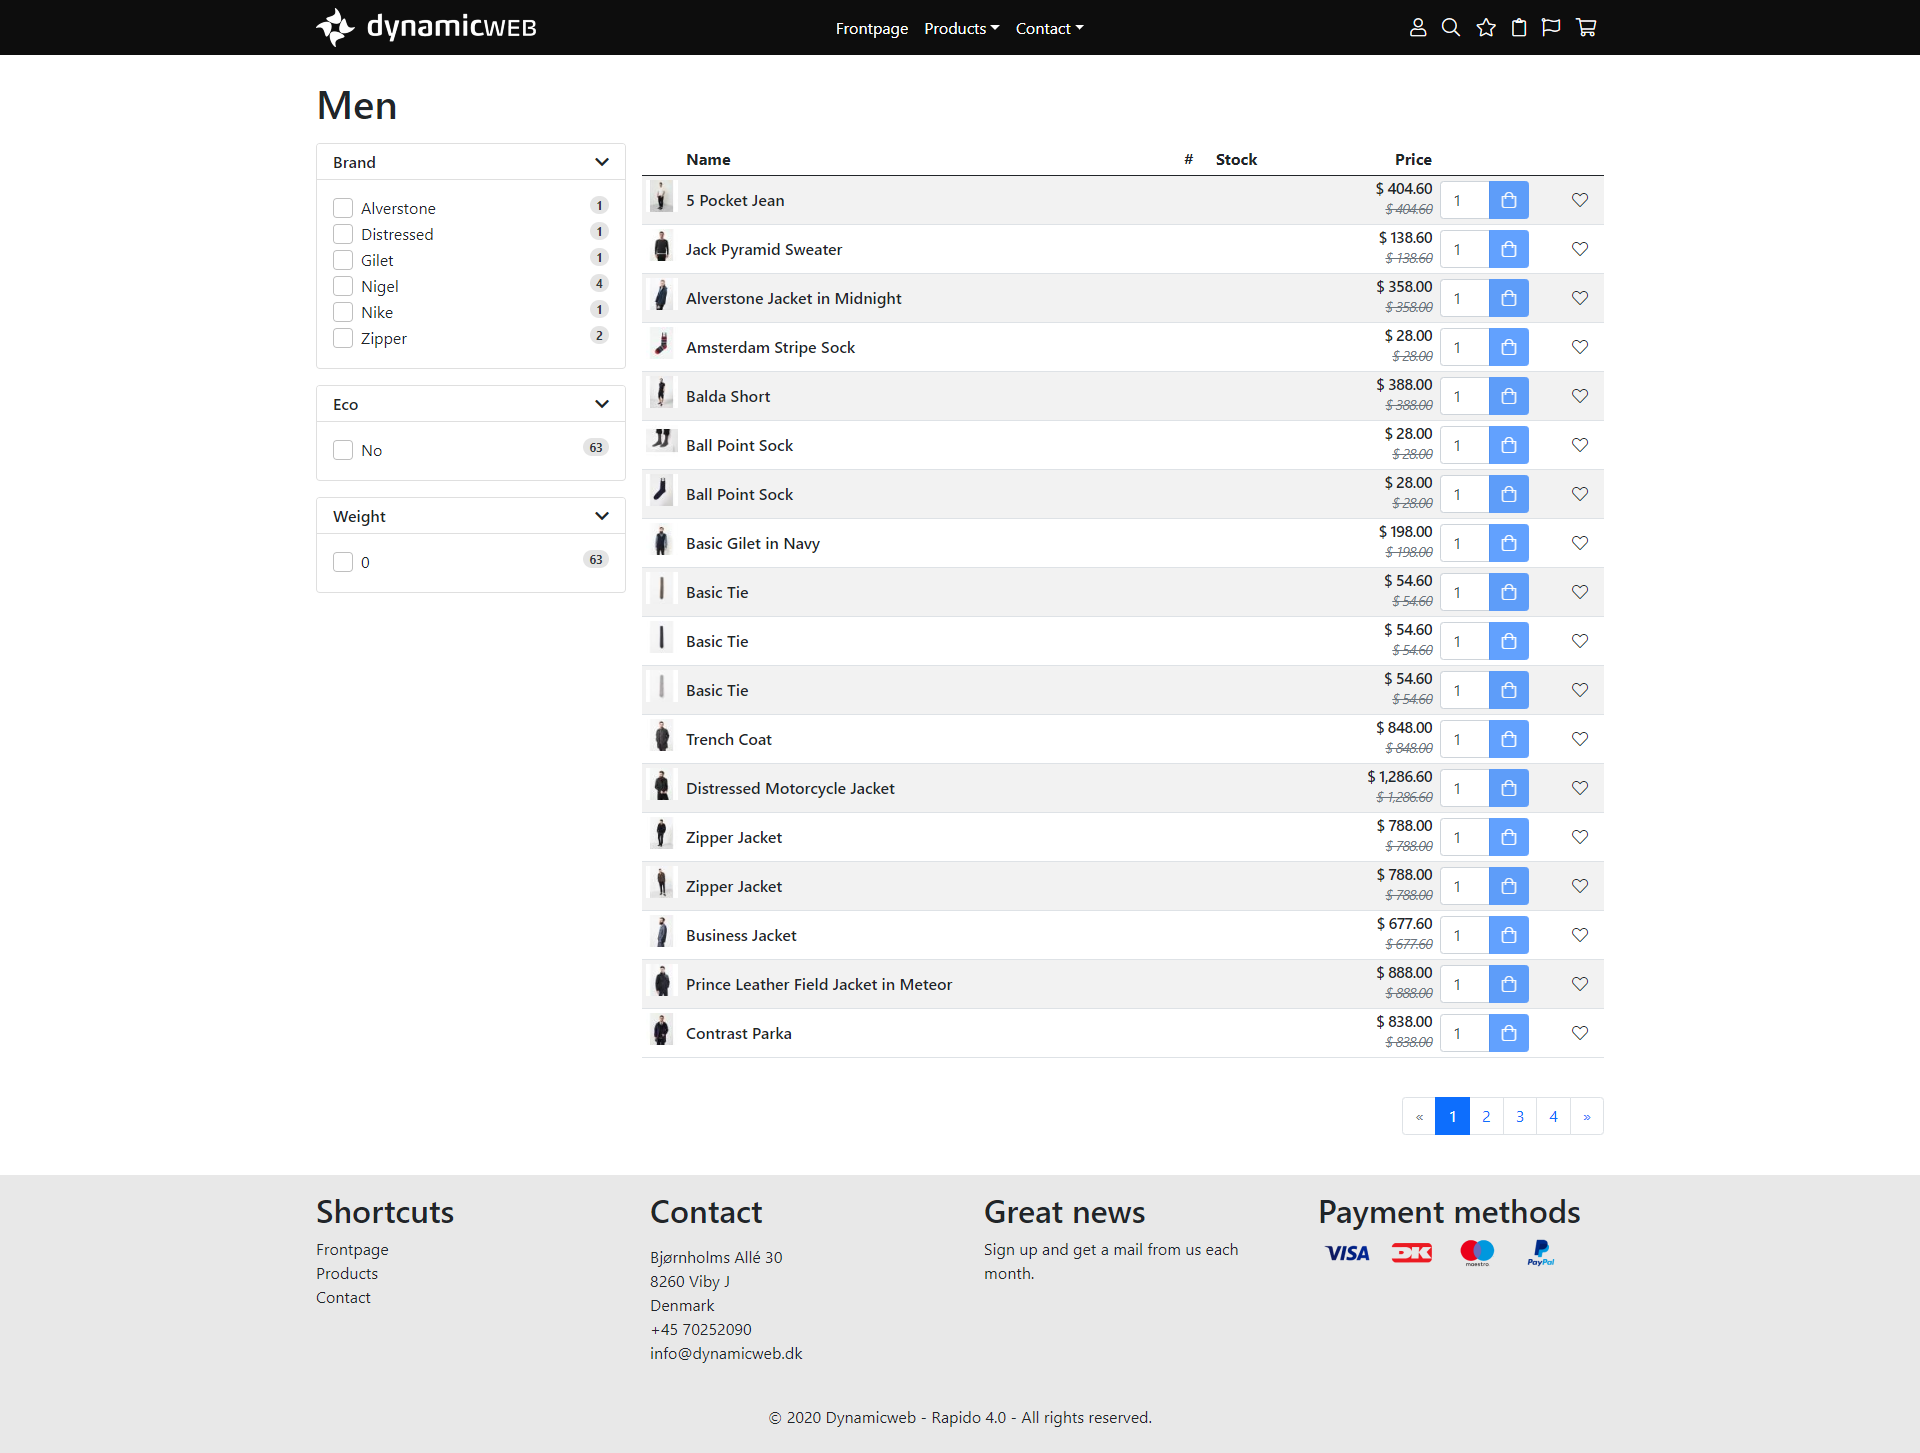 dynamicWEB
Frontpage Products Contact
Men
Brand
Alverstone 1
Distressed 1
Gilet 1
Nigel 4
Nike 1
Zipper 2
Eco
No 63
Weight
0 63
Name # Stock Price
5 Pocket Jean $ 404.60 1
$ 404.60
Jack Pyramid Sweater $ 138.60 1
$ 138.60
Alverstone Jacket in Midnight $ 358.00 1
$ 358.00
Amsterdam Stripe Sock $ 28.00 1
$ 28.00
Balda Short $ 388.00 1
$ 388.00
Ball Point Sock $ 28.00 1
$ 28.00
Ball Point Sock $ 28.00 1
$ 28.00
Basic Gilet in Navy $ 198.00 1
$ 198.00
Basic Tie $ 54.60 1
$ 54.60
Basic Tie $ 54.60 1
$ 54.60
Basic Tie $ 54.60 1
$ 54.60
Trench Coat $ 848.00 1
$ 848.00
Distressed Motorcycle Jacket $ 1,286.60 1
$ 1,286.60
Zipper Jacket $ 788.00 1
$ 788.00
Zipper Jacket $ 788.00 1
$ 788.00
Business Jacket $ 677.60 1
$ 677.60
Prince Leather Field Jacket in Meteor $ 888.00 1
$ 888.00
Contrast Parka $ 838.00 1
$ 838.00
« 1 2 3 4 »
Shortcuts
Frontpage
Products
Contact
Contact
Bjørnholms Allé 30
8260 Viby J
Denmark
+45 70252090
info@dynamicweb.dk
Great news
Sign up and get a mail from us each
month.
Payment methods
VISA DK maestro PayPal
© 2020 Dynamicweb - Rapido 4.0 - All rights reserved.